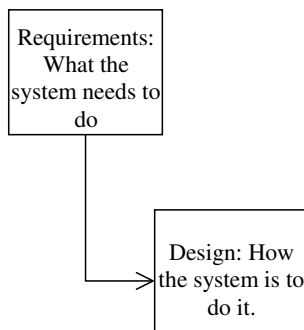 Requirements:
What the
system needs to
do
Design: How
the system is to
do it.